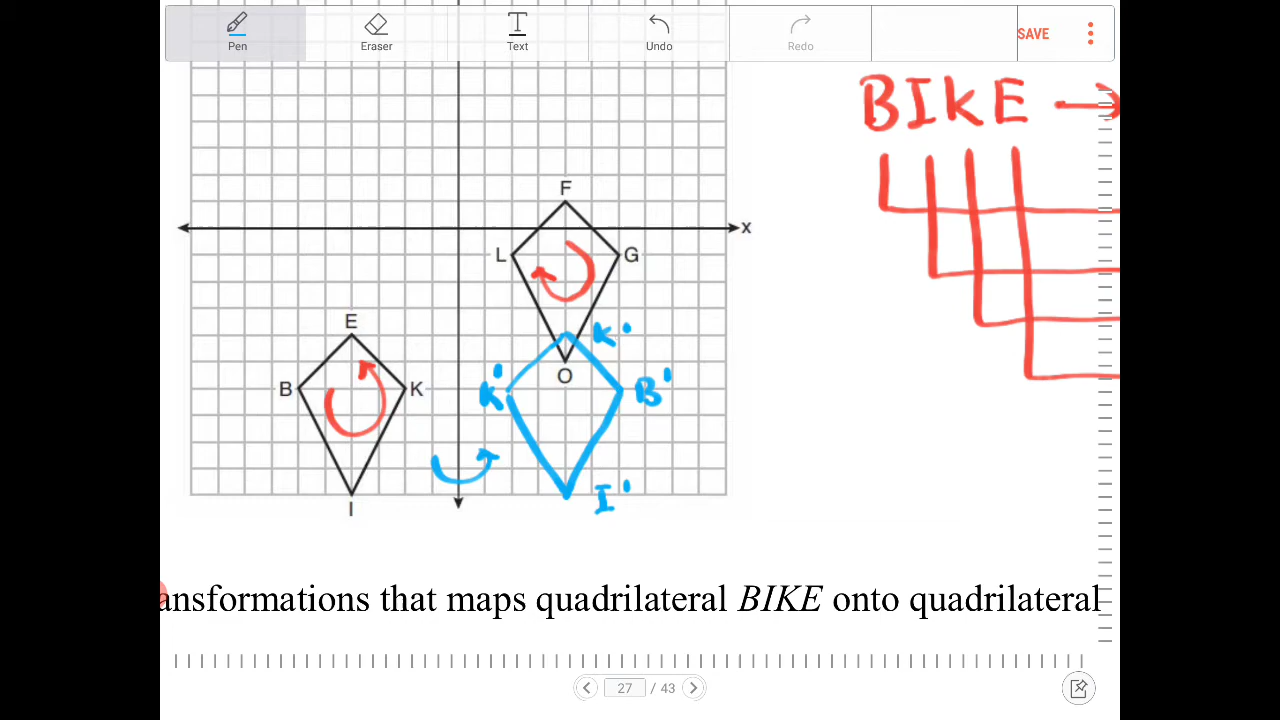 Pen Eraser Text Undo Redo SAVE
BIKE →
F
x
L G
E
K'
O
B K
K' B'
I'
I
ansformations that maps quadrilateral BIKE onto quadrilateral
27 / 43